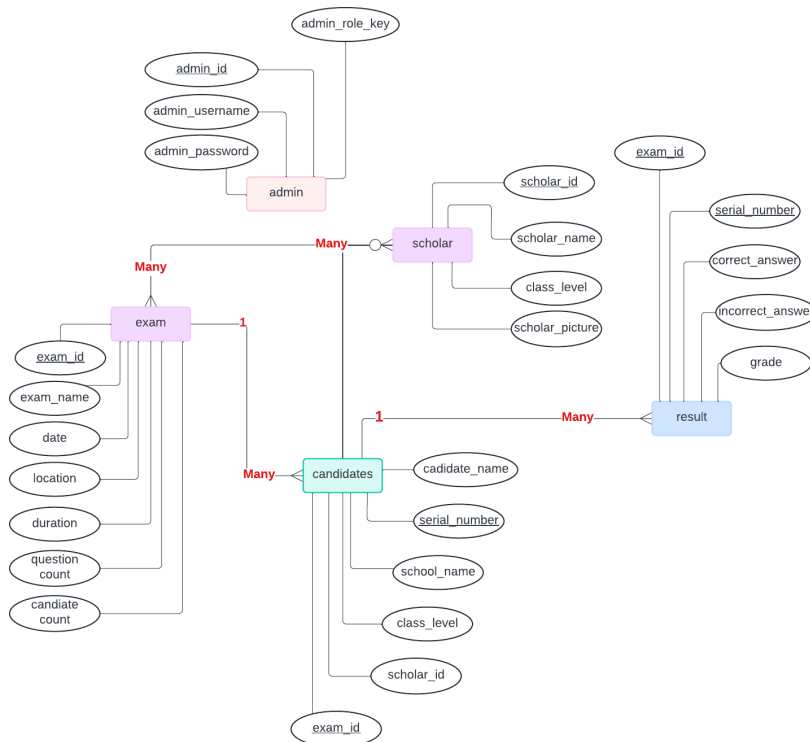 admin_role_key
admin_id
admin_username
admin_password
admin
exam_id
scholar_id
serial_number
scholar_name
scholar
Many
correct_answer
Many
class_level
incorrect_answe
exam
1
scholar_picture
exam_id
grade
exam_name
1
Many
result
date
location
Many
candidates
cadidate_name
serial_number
duration
question
count
school_name
candiate
count
class_level
scholar_id
exam_id